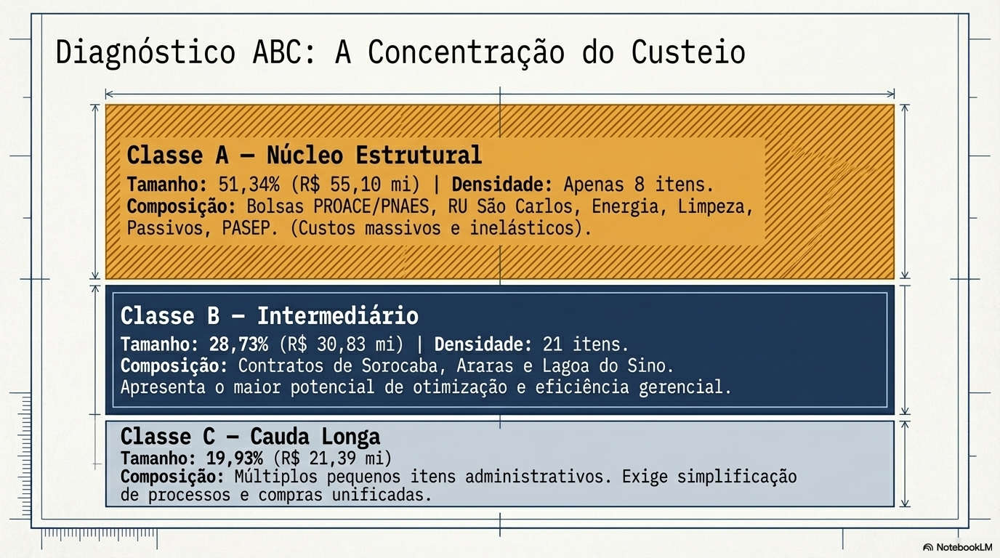 Diagnóstico ABC: A Concentração do Custeio
Classe A — Núcleo Estrutural
Tamanho: 51,34% (R$ 55,10 mi) | Densidade: Apenas 8 itens.
Composição: Bolsas PROACE/PNAES, RU São Carlos, Energia, Limpeza,
Passivos, PASEP. (Custos massivos e inelásticos).
Classe B — Intermediário
Tamanho: 28,73% (R$ 30,83 mi) | Densidade: 21 itens.
Composição: Contratos de Sorocaba, Araras e Lagoa do Sino.
Apresenta o maior potencial de otimização e eficiência gerencial.
Classe C — Cauda Longa
Tamanho: 19,93% (R$ 21,39 mi)
Composição: Múltiplos pequenos itens administrativos. Exige simplificação
de processos e compras unificadas.
NotebookLM